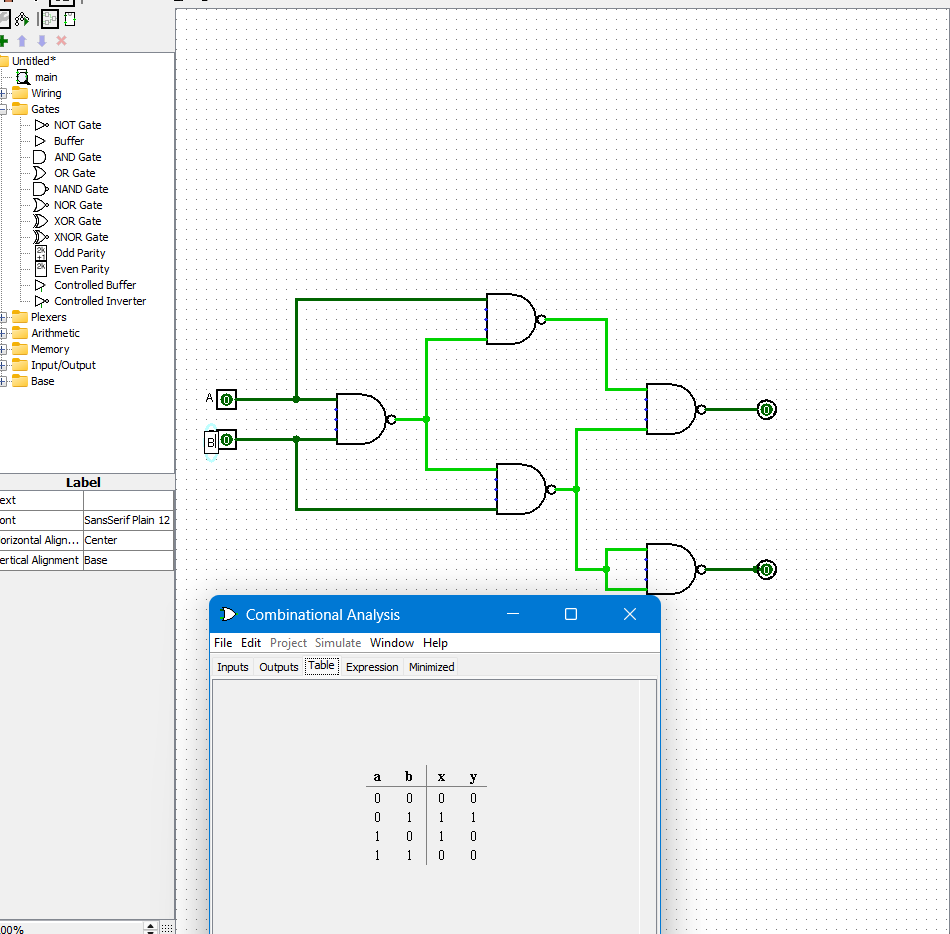 Untitled*
main
Wiring
Gates
NOT Gate
Buffer
AND Gate
OR Gate
NAND Gate
NOR Gate
XOR Gate
XNOR Gate
2k
+1
Odd Parity
2k
Even Parity
Controlled Buffer
Controlled Inverter
Plexers
Arithmetic
Memory
Input/Output
Base
Label
ext
ont SansSerif Plain 12
orizontal Align... Center
ertical Alignment Base
00%
A 0
B 0
0
0
Combinational Analysis
File Edit Project Simulate Window Help
Inputs Outputs Table Expression Minimized
a b x y
0 0 0 0
0 1 1 1
1 0 1 0
1 1 0 0